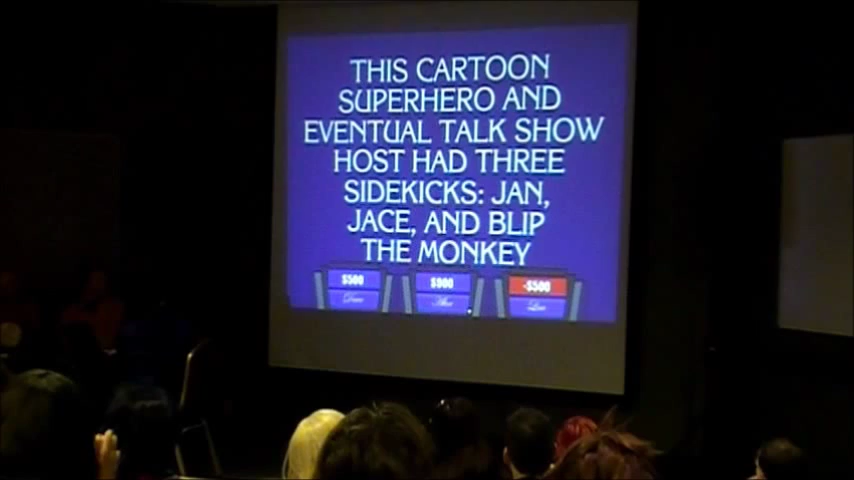 THIS CARTOON
SUPERHERO AND
EVENTUAL TALK SHOW
HOST HAD THREE
SIDEKICKS: JAN,
JACE, AND BLIP
THE MONKEY
$500 $900 -$500